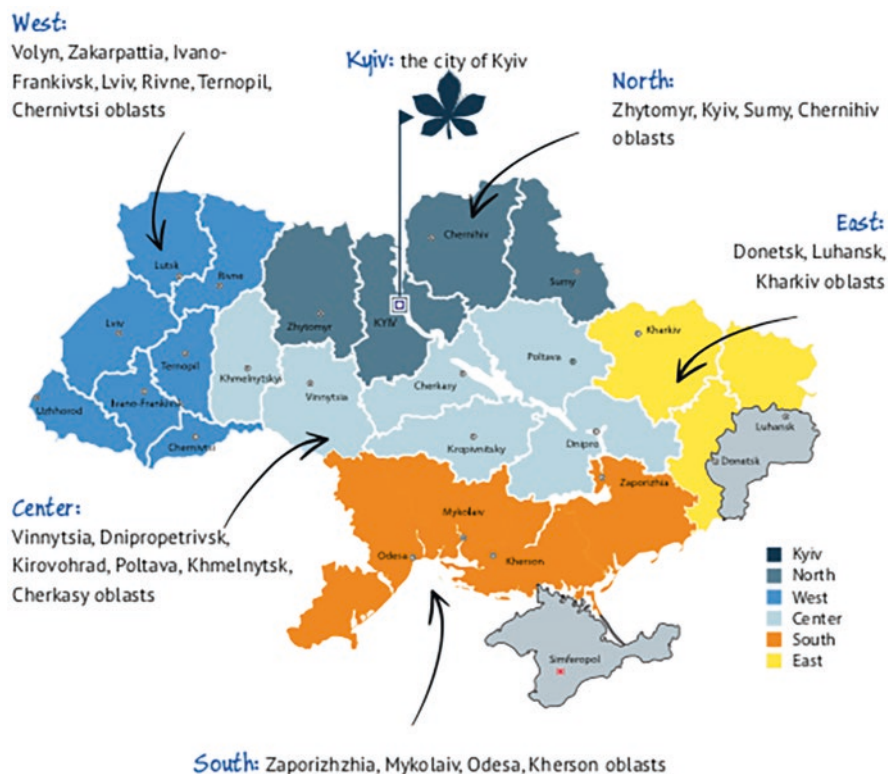 West:
Volyn, Zakarpattia, Ivano-
Frankivsk, Lviv, Rivne, Ternopil,
Chernivtsi oblasts
Kyiv: the city of Kyiv
North:
Zhytomyr, Kyiv, Sumy, Chernihiv
oblasts
East:
Donetsk, Luhansk,
Kharkiv oblasts
Chernihiv
Lutsk
Rivne
Sumy
Zhytomyr
KYIV
Lviv
Kharkiv
Ternopil
Khmelnytskyi
Poltava
Cherkasy
Vinnytsia
Uzhhorod
Ivano-Frankivsk
Luhansk
Chernivtsi
Kropivnitsky
Dnipro
Donetsk
Zaporizhia
Center:
Vinnytsia, Dnipropetrivsk,
Kirovohrad, Poltava, Khmelnytsk,
Cherkasy oblasts
Mykolaiv
Odesa
Kherson
Simferopol
Kyiv
North
West
Center
South
East
South: Zaporizhzhia, Mykolaiv, Odesa, Kherson oblasts